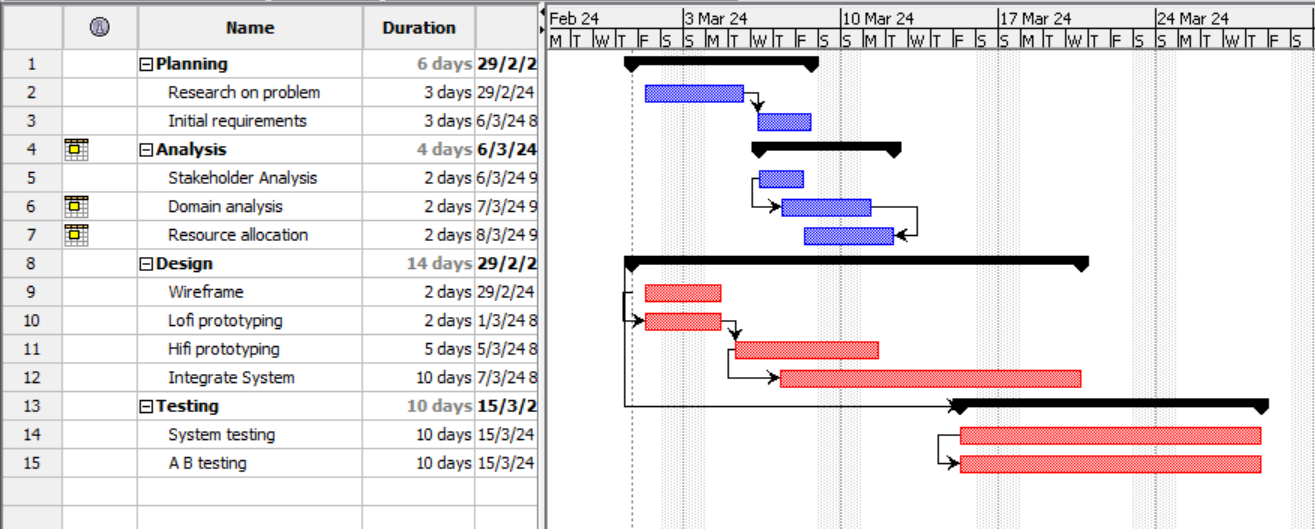 Name Duration
Feb 24 3 Mar 24 10 Mar 24 17 Mar 24 24 Mar 24
M T W T F S S M T W T F S S M T W T F S S M T W T F S S M T W T F S
1 Planning 6 days 29/2/2
2 Research on problem 3 days 29/2/24
3 Initial requirements 3 days 6/3/24 8
4 Analysis 4 days 6/3/24
5 Stakeholder Analysis 2 days 6/3/24 9
6 Domain analysis 2 days 7/3/24 9
7 Resource allocation 2 days 8/3/24 9
8 Design 14 days 29/2/2
9 Wireframe 2 days 29/2/24
10 Lofi prototyping 2 days 1/3/24 8
11 Hifi prototyping 5 days 5/3/24 8
12 Integrate System 10 days 7/3/24 8
13 Testing 10 days 15/3/2
14 System testing 10 days 15/3/24
15 A B testing 10 days 15/3/24